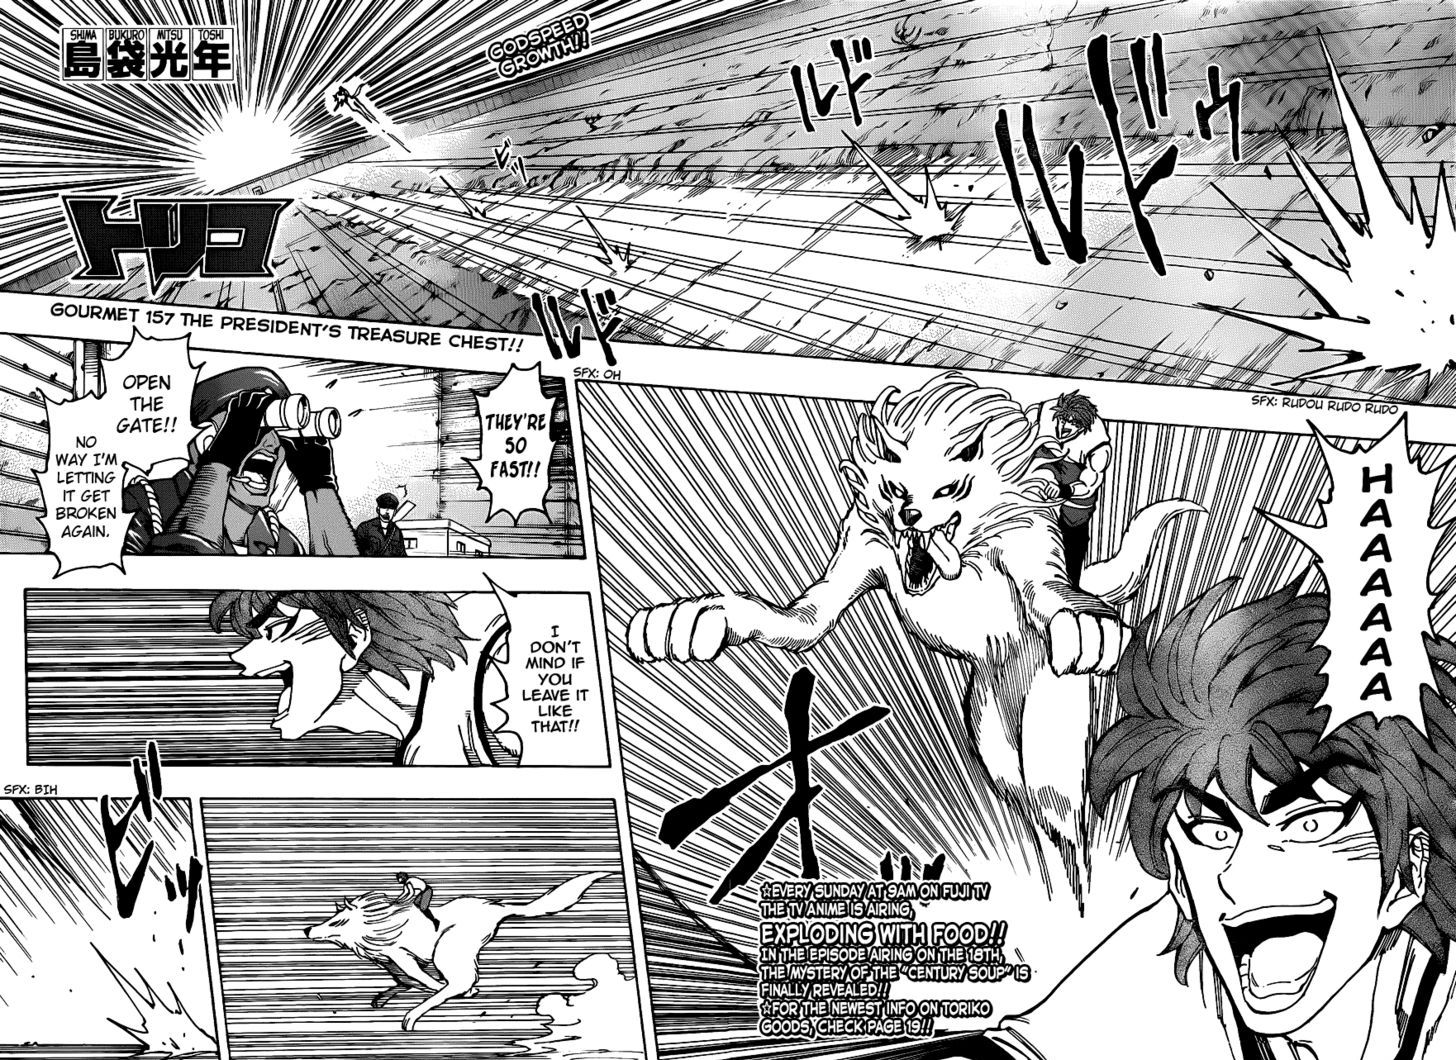 GODSPEED
GROWTH!!
SHIMA BUKURO MITSU TOSHI
島袋光年
トリコ
GOURMET 157 THE PRESIDENT'S TREASURE CHEST!!
ルドルドゥ
ルド
ルド
SFX: RUDOU RUDO RUDO
HAAAAAA
SFX: OH
オオ
THEY'RE
SO
FAST!!
OPEN
THE
GATE!!
NO
WAY I'M
LETTING
IT GET
BROKEN
AGAIN.
I
DON'T
MIND IF
YOU
LEAVE IT
LIKE
THAT!!
SFX: BIH
ビッ
☆EVERY SUNDAY AT 9AM ON FUJI TV
THE TV ANIME IS AIRING,
EXPLODING WITH FOOD!!
IN THE EPISODE AIRING ON THE 18TH,
THE MYSTERY OF THE "CENTURY SOUP" IS
FINALLY REVEALED!!
☆FOR THE NEWEST INFO ON TORIKO
GOODS, CHECK PAGE 19!!